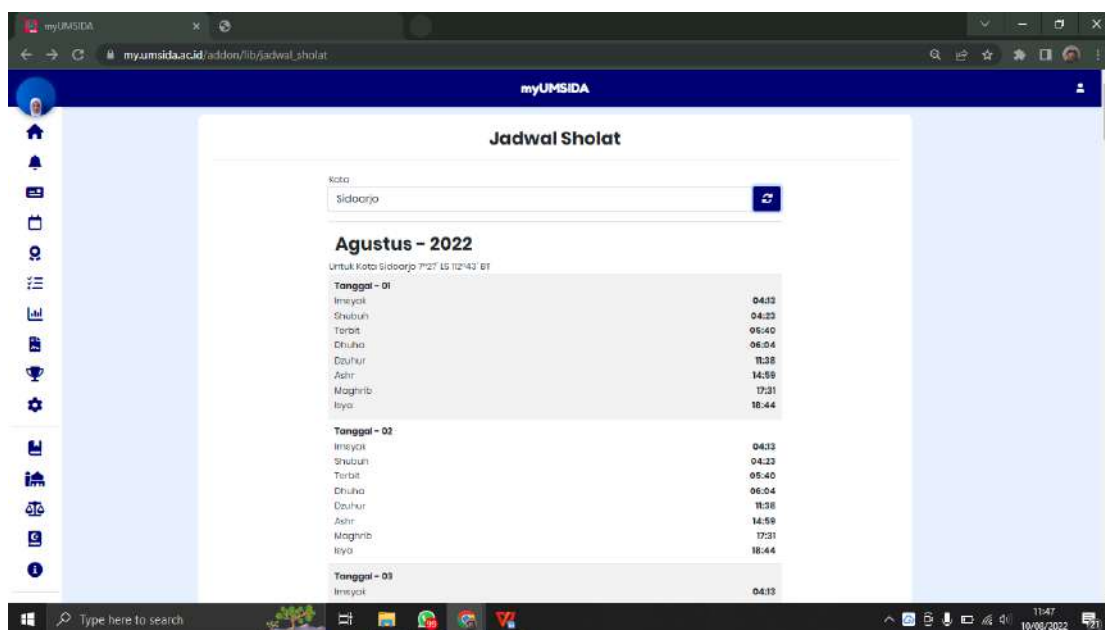 myUMSIDA
my.umsida.ac.id/addon/lib/jadwal_sholat
myUMSIDA
Jadwal Sholat
Kota
Sidoarjo
Agustus - 2022
Untuk Kota Sidoarjo 7°27' LS 112°43' BT
Tanggal - 01
Imsyak 04:13
Shubuh 04:23
Terbit 05:40
Dhuha 06:04
Dzuhur 11:38
Ashr 14:59
Maghrib 17:31
Isya 18:44
Tanggal - 02
Imsyak 04:13
Shubuh 04:23
Terbit 05:40
Dhuha 06:04
Dzuhur 11:38
Ashr 14:59
Maghrib 17:31
Isya 18:44
Tanggal - 03
Imsyak 04:13
Type here to search
11:47
10/08/2022